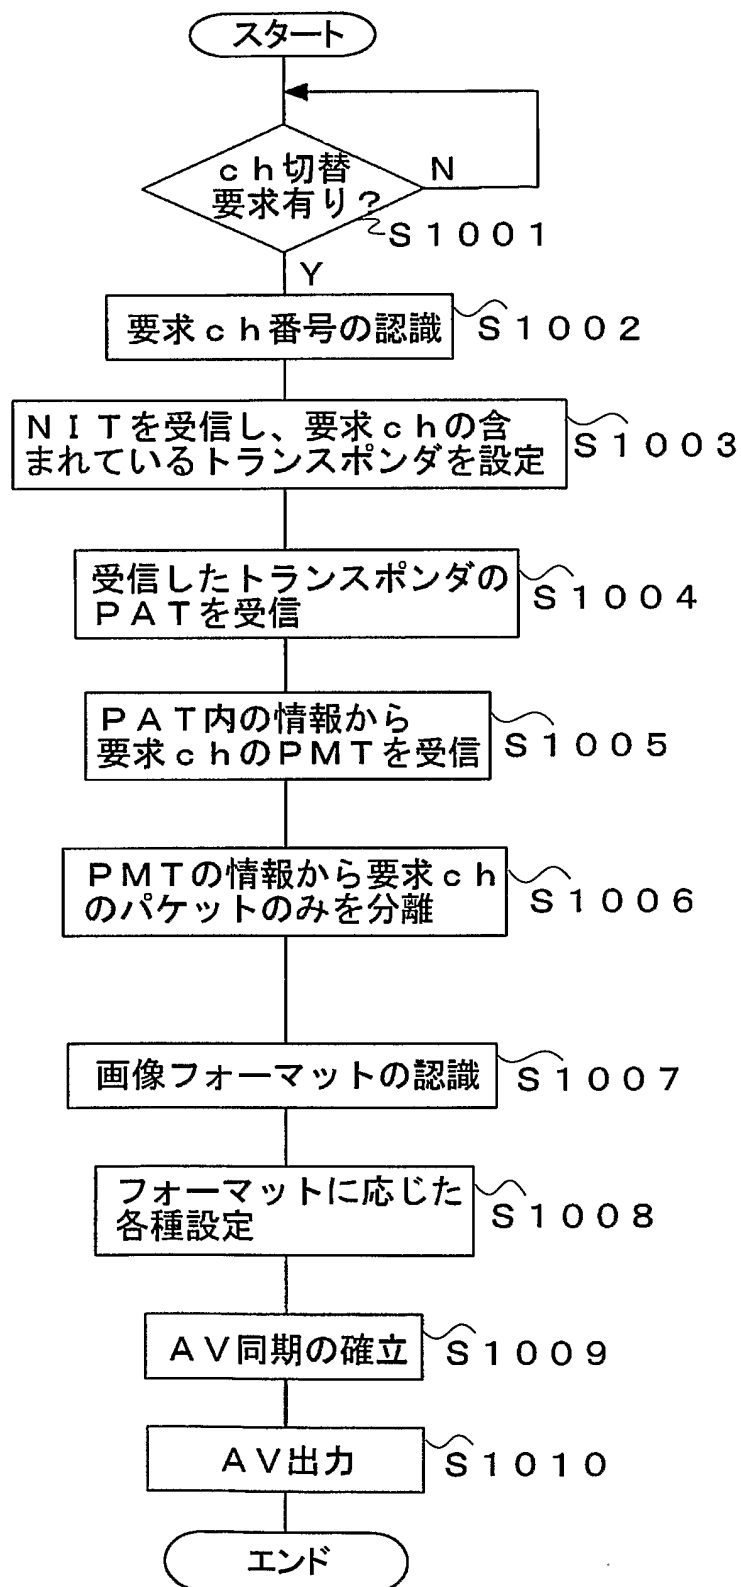 スタート
ch切替
要求有り?
N
S1001
Y
要求ch番号の認識
S1002
NITを受信し、要求chの含
まれているトランスポンダを設定
S1003
受信したトランスポンダの
PATを受信
S1004
PAT内の情報から
要求chのPMTを受信
S1005
PMTの情報から要求ch
のパケットのみを分離
S1006
画像フォーマットの認識
S1007
フォーマットに応じた
各種設定
S1008
AV同期の確立
S1009
AV出力
S1010
エンド